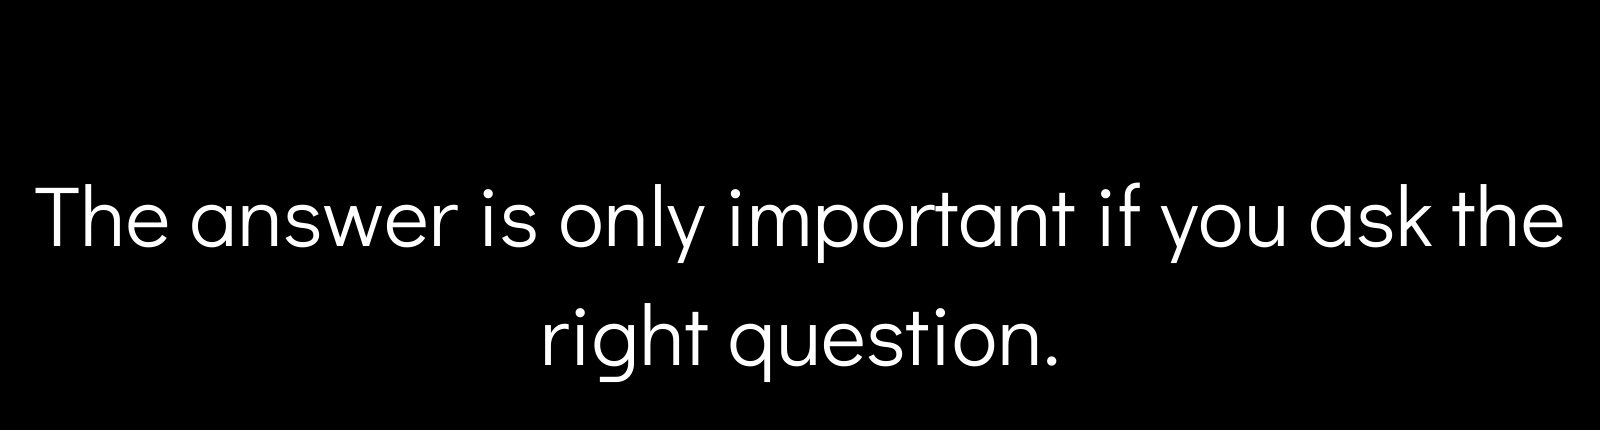 The answer is only important if you ask the
right question.